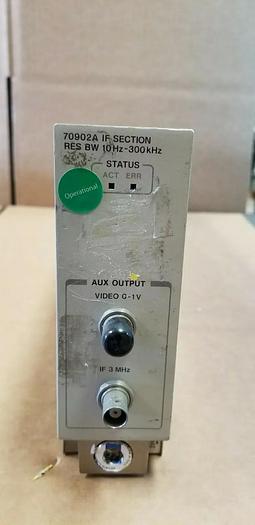 70902A IF SECTION
RES BW 10Hz-300kHz
STATUS
ACT ERR
Operational
AUX OUTPUT
VIDEO 0-1V
IF 3 MHz